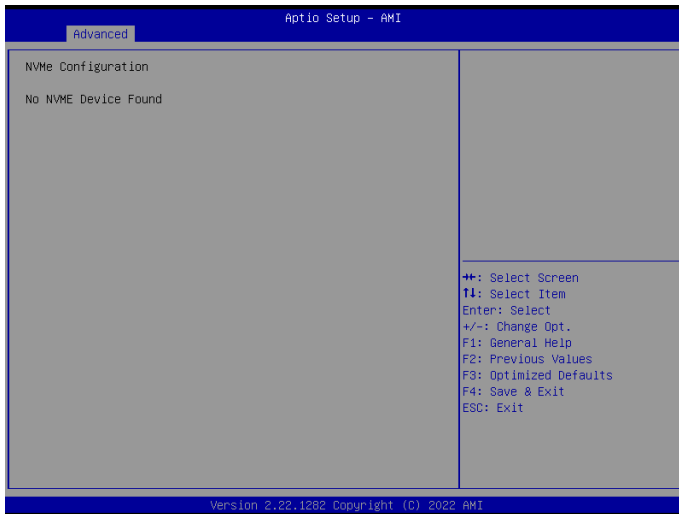 Aptio Setup – AMI
Advanced
NVMe Configuration
No NVME Device Found
→←: Select Screen
↑↓: Select Item
Enter: Select
+/-: Change Opt.
F1: General Help
F2: Previous Values
F3: Optimized Defaults
F4: Save & Exit
ESC: Exit
Version 2.22.1282 Copyright (C) 2022 AMI